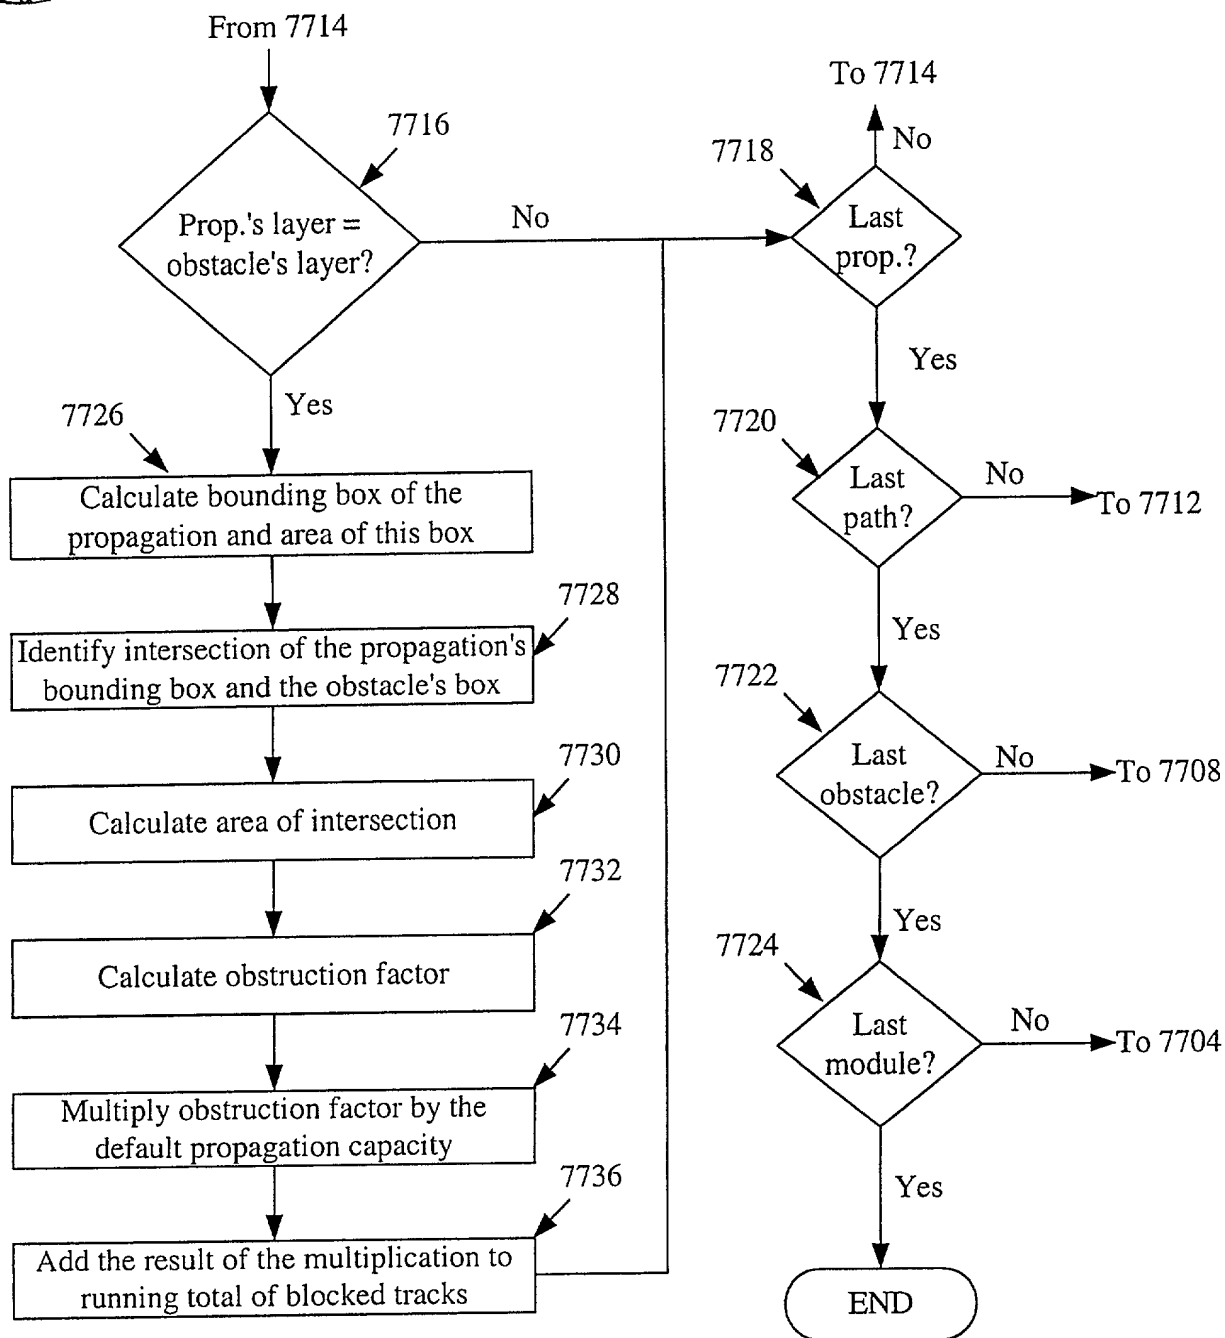 From 7714
7716
Prop.'s layer =
obstacle's layer?
No
Yes
7726
Calculate bounding box of the
propagation and area of this box
7728
Identify intersection of the propagation's
bounding box and the obstacle's box
7730
Calculate area of intersection
7732
Calculate obstruction factor
7734
Multiply obstruction factor by the
default propagation capacity
7736
Add the result of the multiplication to
running total of blocked tracks
To 7714
No
7718
Last
prop.?
Yes
7720
Last
path?
No
To 7712
Yes
7722
Last
obstacle?
No
To 7708
Yes
7724
Last
module?
No
To 7704
Yes
END